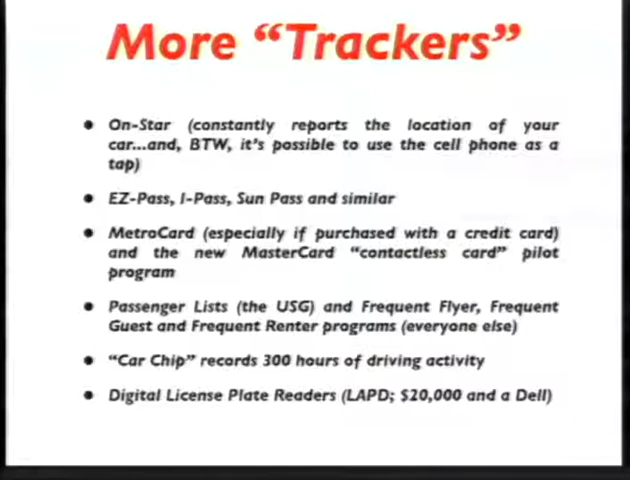 More “Trackers”
• On-Star (constantly reports the location of your
car...and, BTW, it's possible to use the cell phone as a
tap)
• EZ-Pass, I-Pass, Sun Pass and similar
• MetroCard (especially if purchased with a credit card)
and the new MasterCard “contactless card” pilot
program
• Passenger Lists (the USG) and Frequent Flyer, Frequent
Guest and Frequent Renter programs (everyone else)
• “Car Chip” records 300 hours of driving activity
• Digital License Plate Readers (LAPD; $20,000 and a Dell)